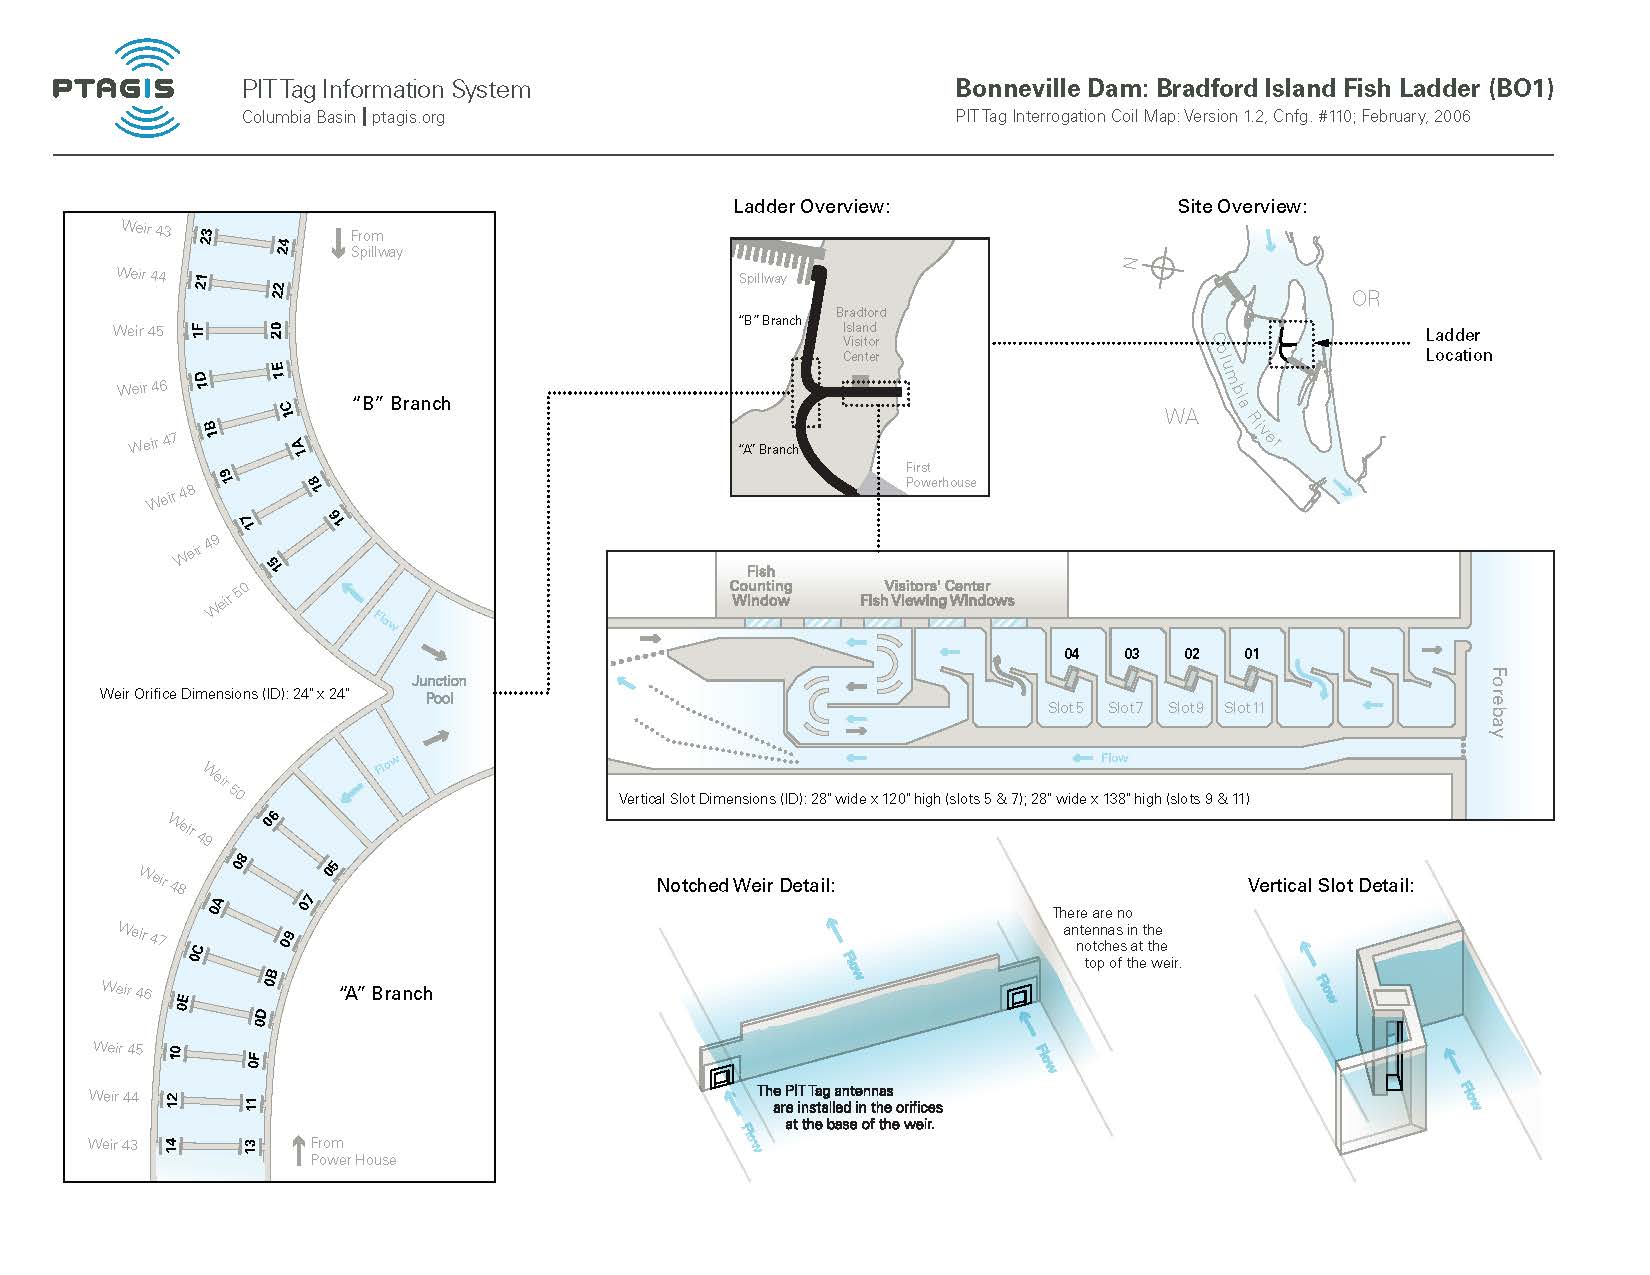 PTAGIS
PIT Tag Information System
Columbia Basin | ptagis.org
Bonneville Dam: Bradford Island Fish Ladder (BO1)
PIT Tag Interrogation Coil Map: Version 1.2, Cnfg. #110; February, 2006
Weir 43
23
24
From
Spillway
Weir 44
21
22
Weir 45
1F
20
Weir 46
1D
1E
Weir 47
1B
1C
"B" Branch
Weir 48
19
1A
Weir 49
17
18
Weir 50
15
16
Flow
Junction
Pool
Weir Orifice Dimensions (ID): 24" x 24"
Flow
Weir 50
06
05
Weir 49
08
07
Weir 48
0A
09
Weir 47
0C
0B
Weir 46
0E
0D
"A" Branch
Weir 45
10
0F
Weir 44
12
11
Weir 43
14
13
From
Power House
Ladder Overview:
Spillway
"B" Branch
Bradford
Island
Visitor
Center
"A" Branch
First
Powerhouse
Site Overview:
N
OR
WA
Columbia River
Ladder
Location
Fish
Counting
Window
Visitors' Center
Fish Viewing Windows
04
03
02
01
Slot 5
Slot 7
Slot 9
Slot 11
Forebay
Flow
Vertical Slot Dimensions (ID): 28" wide x 120" high (slots 5 & 7); 28" wide x 138" high (slots 9 & 11)
Notched Weir Detail:
There are no
antennas in the
notches at the
top of the weir.
Flow
Flow
Flow
The PIT Tag antennas
are installed in the orifices
at the base of the weir.
Vertical Slot Detail:
Flow
Flow